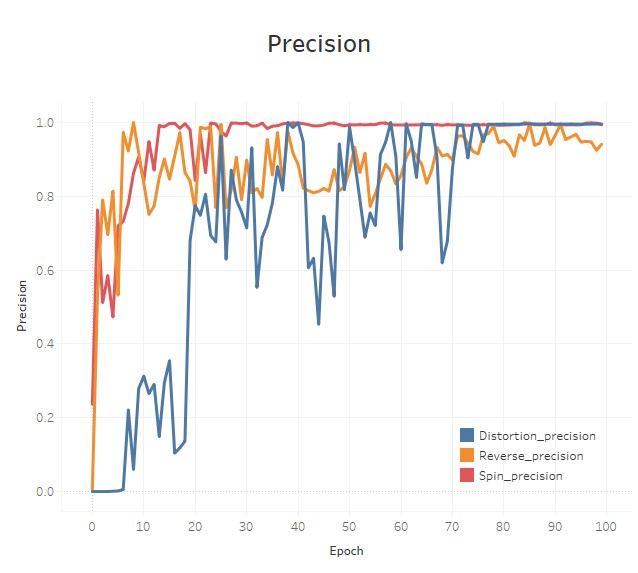 Precision
1.0
0.8
0.6
0.4
0.2
0.0
Precision
Distortion_precision
Reverse_precision
Spin_precision
0 10 20 30 40 50 60 70 80 90 100
Epoch